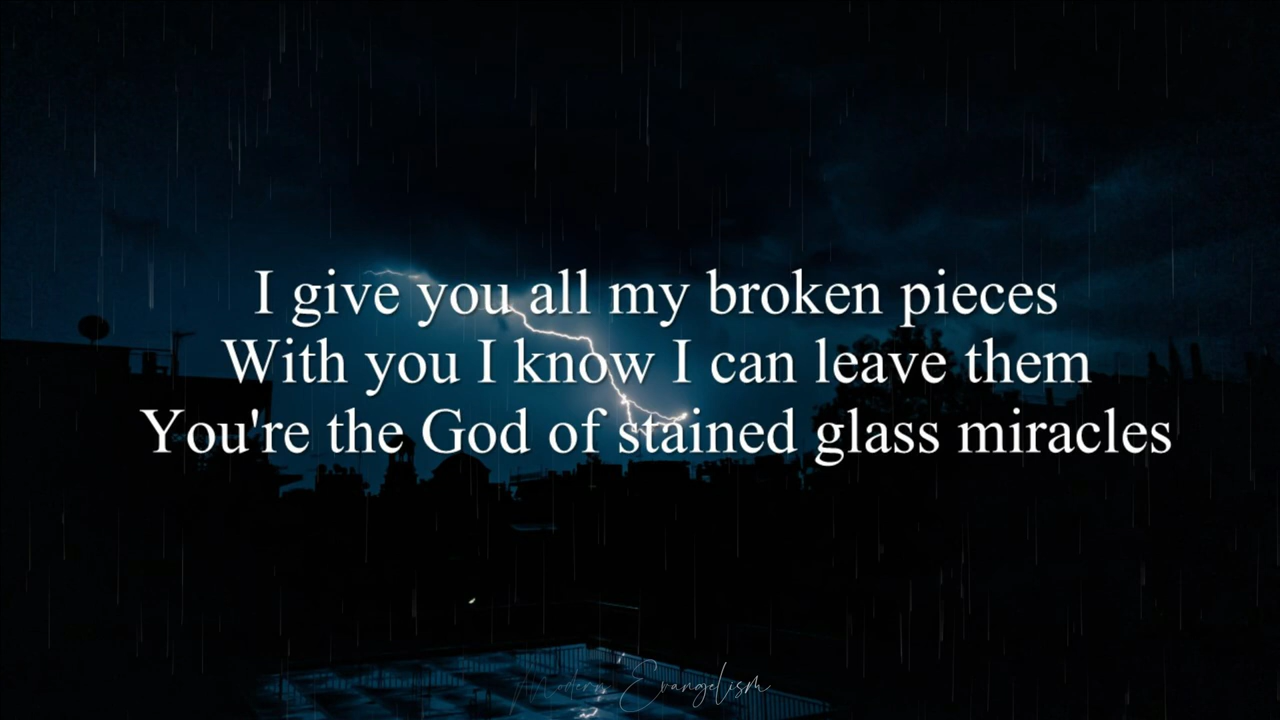 I give you all my broken pieces
With you I know I can leave them
You're the God of stained glass miracles
Modern Evangelism